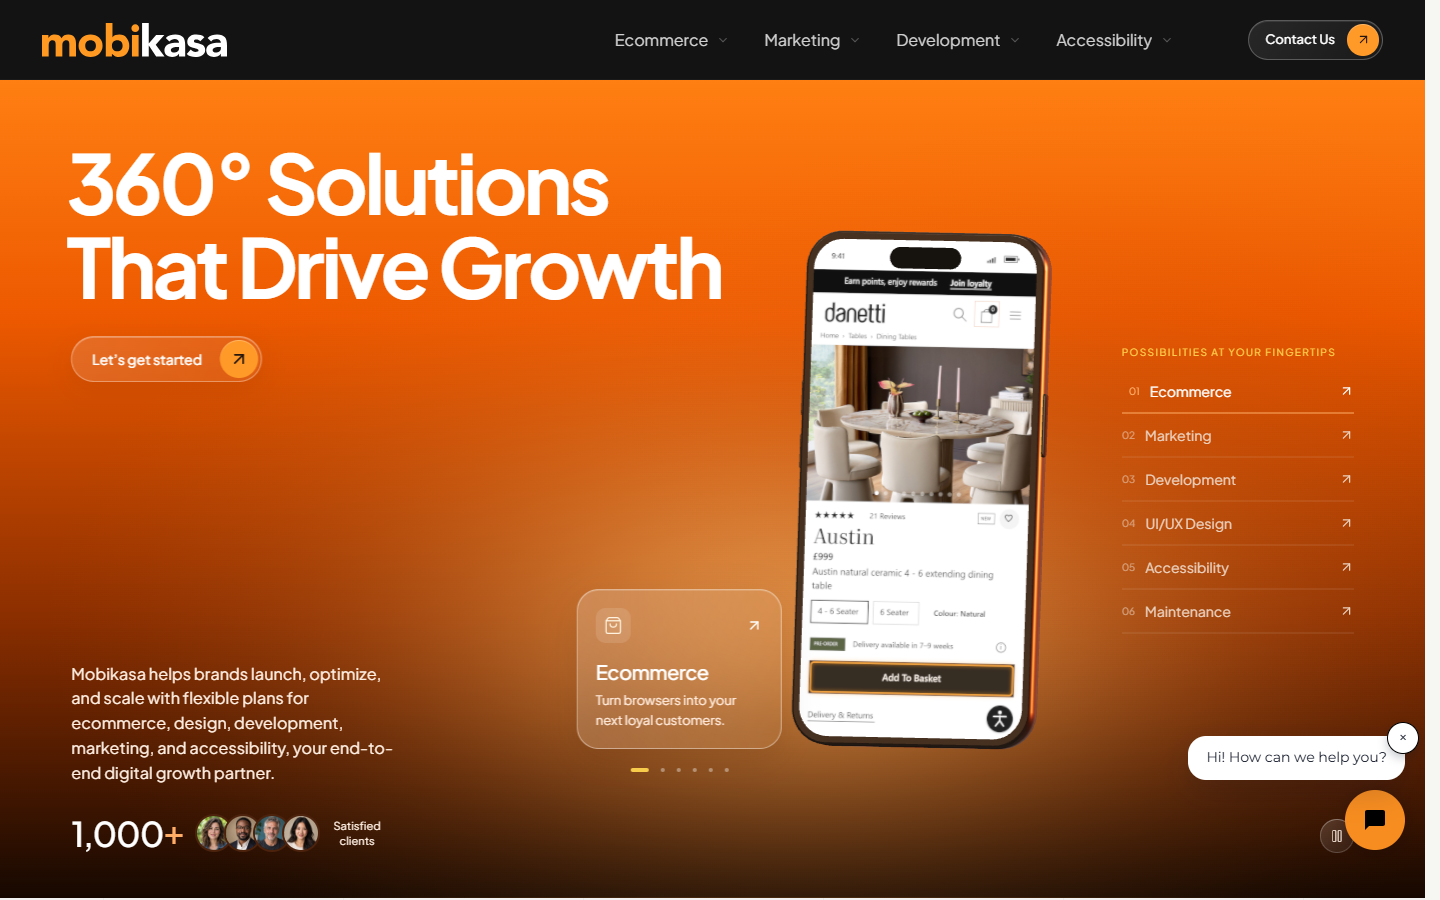 mobikasa
Ecommerce
Marketing
Development
Accessibility
Contact Us
360° Solutions
That Drive Growth
Let's get started
Mobikasa helps brands launch, optimize,
and scale with flexible plans for
ecommerce, design, development,
marketing, and accessibility, your end-to-
end digital growth partner.
1,000+
Satisfied
clients
Ecommerce
Turn browsers into your
next loyal customers.
9:41
Earn points, enjoy rewards Join loyalty
danetti
0
Home › Tables › Dining Tables
★★★★★ 21 Reviews
NEW
Austin
£999
Austin natural ceramic 4 - 6 extending dining
table
4 - 6 Seater
6 Seater
Colour: Natural
PRE-ORDER
Delivery available in 7-9 weeks
Add To Basket
Delivery & Returns
POSSIBILITIES AT YOUR FINGERTIPS
01 Ecommerce
02 Marketing
03 Development
04 UI/UX Design
05 Accessibility
06 Maintenance
×
Hi! How can we help you?